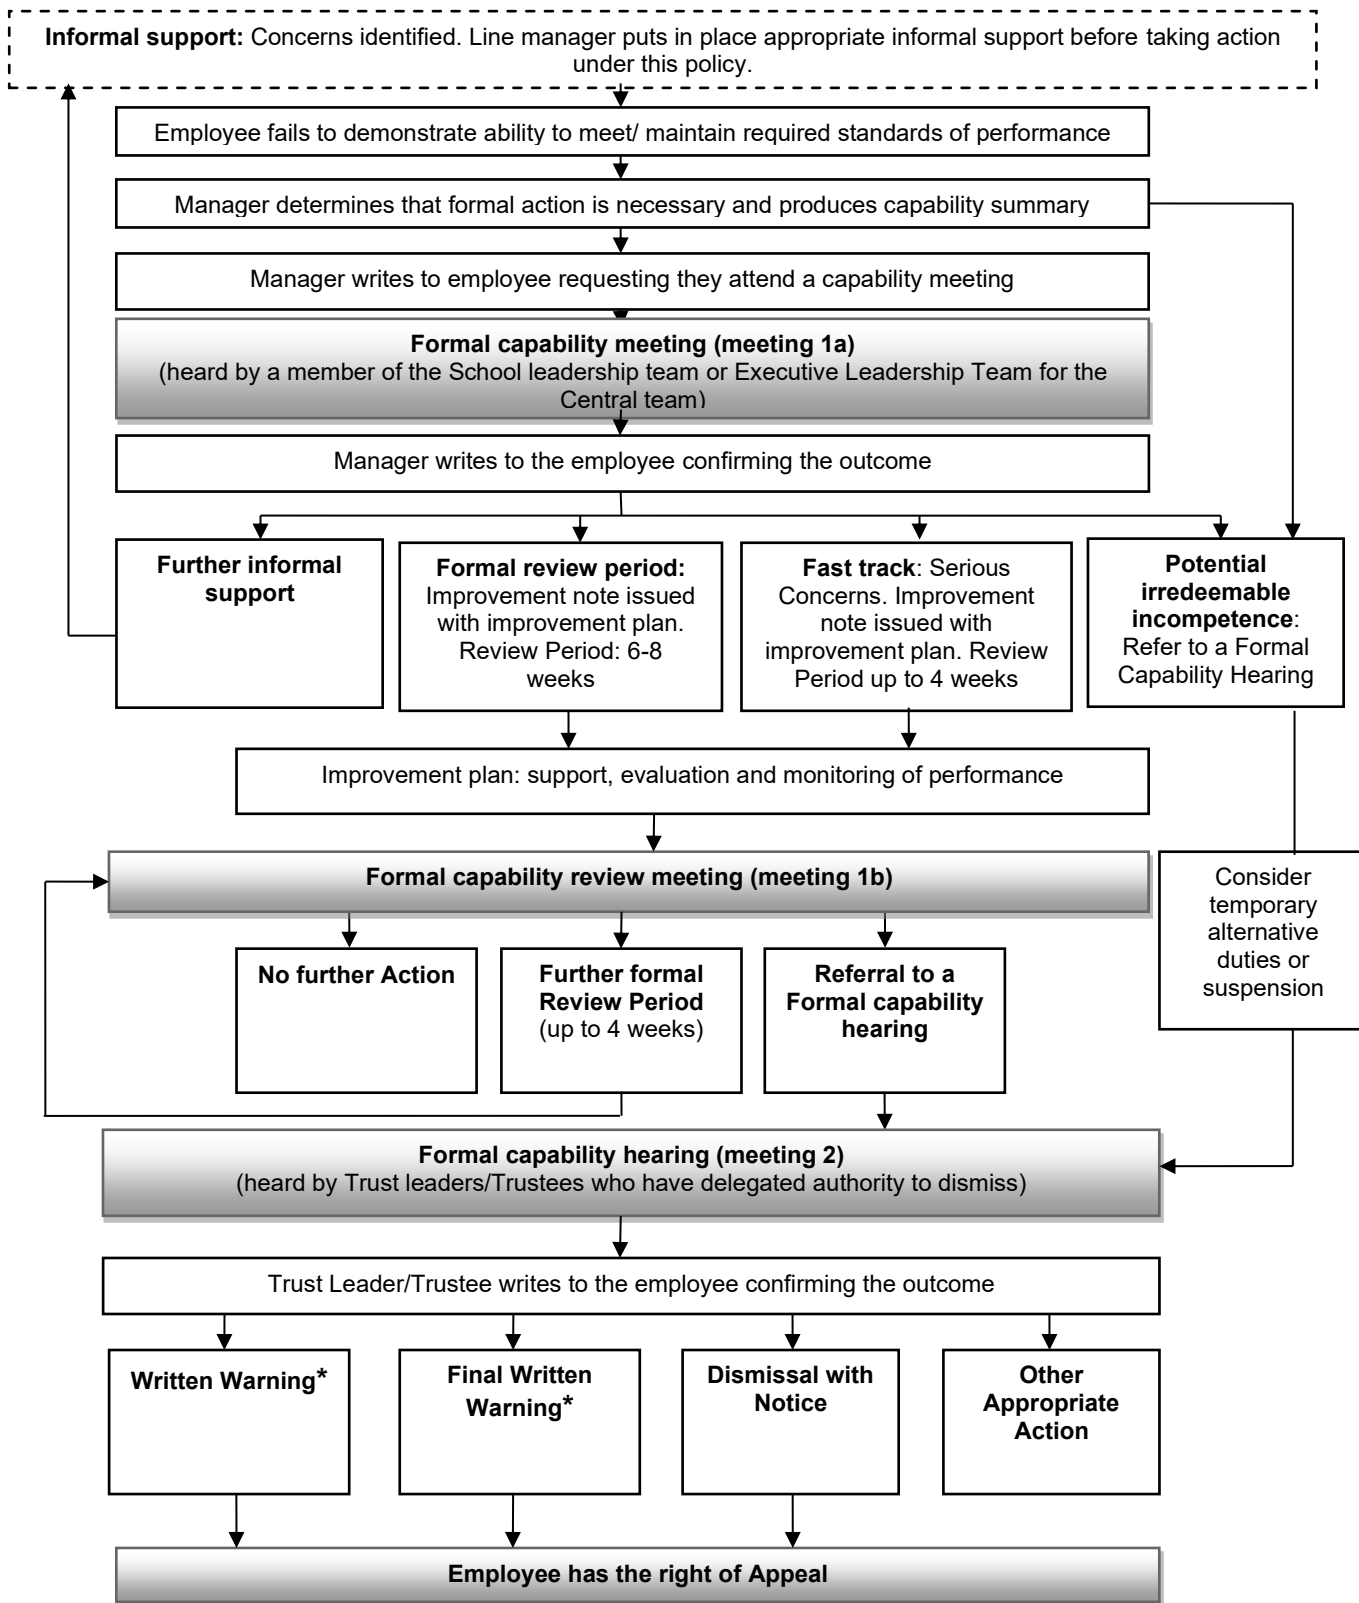 Informal support: Concerns identified. Line manager puts in place appropriate informal support before taking action
under this policy.
Employee fails to demonstrate ability to meet/ maintain required standards of performance
Manager determines that formal action is necessary and produces capability summary
Manager writes to employee requesting they attend a capability meeting
Formal capability meeting (meeting 1a)
(heard by a member of the School leadership team or Executive Leadership Team for the
Central team)
Manager writes to the employee confirming the outcome
Further informal
support
Formal review period:
Improvement note issued
with improvement plan.
Review Period: 6-8
weeks
Fast track: Serious
Concerns. Improvement
note issued with
improvement plan. Review
Period up to 4 weeks
Potential
irredeemable
incompetence:
Refer to a Formal
Capability Hearing
Improvement plan: support, evaluation and monitoring of performance
Formal capability review meeting (meeting 1b)
Consider
temporary
alternative
duties or
suspension
No further Action
Further formal
Review Period
(up to 4 weeks)
Referral to a
Formal capability
hearing
Formal capability hearing (meeting 2)
(heard by Trust leaders/Trustees who have delegated authority to dismiss)
Trust Leader/Trustee writes to the employee confirming the outcome
Written Warning*
Final Written
Warning*
Dismissal with
Notice
Other
Appropriate
Action
Employee has the right of Appeal